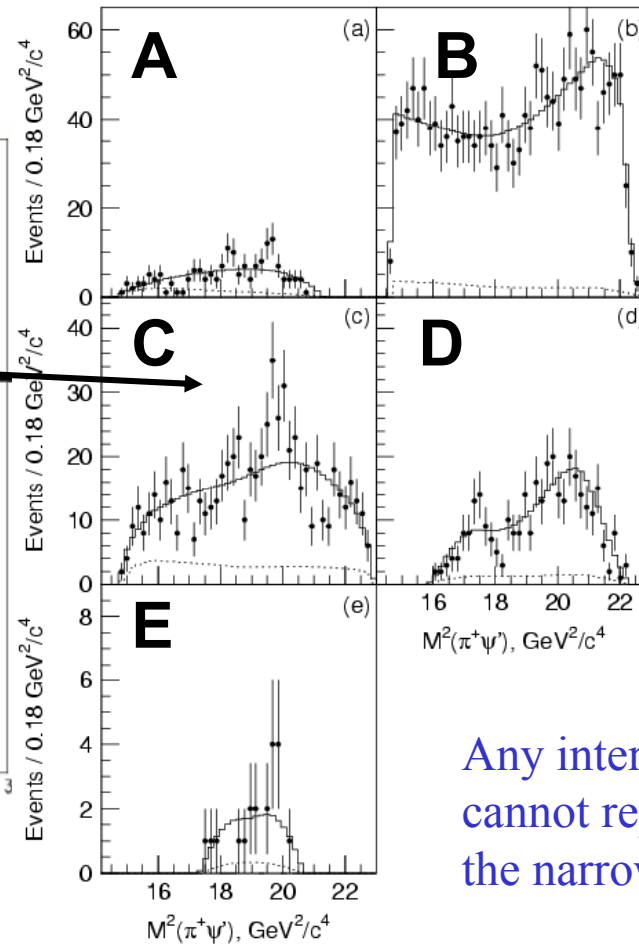 A
(a)
Events / 0.18 GeV²/c⁴
60
40
20
0
B
(b
C
(c)
Events / 0.18 GeV²/c⁴
40
30
20
10
0
D
(d
16 18 20 22
M²(π⁺ψ'), GeV²/c⁴
E
(e)
Events / 0.18 GeV²/c⁴
8
6
4
2
0
16 18 20 22
M²(π⁺ψ'), GeV²/c⁴
Any inter
cannot re
the narrov